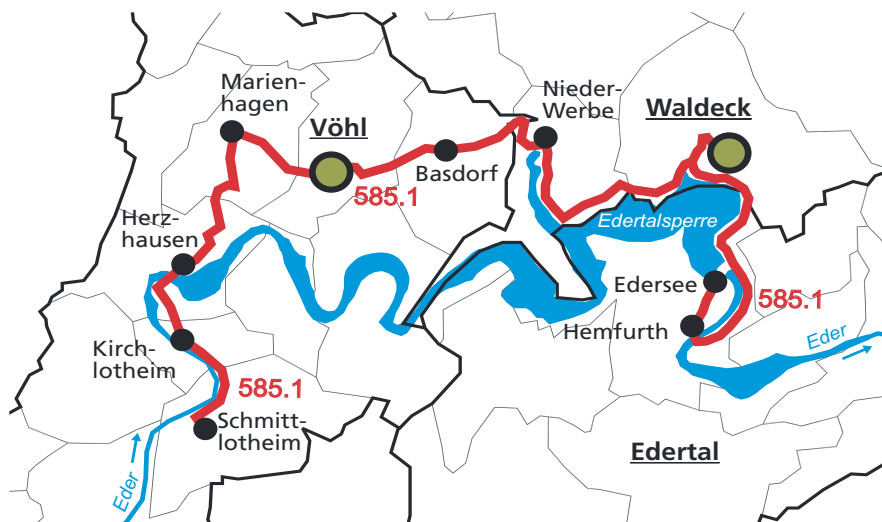 Marien-
hagen
Vöhl
Nieder-
Werbe
Waldeck
Basdorf
585.1
Herz-
hausen
Edertalsperre
Edersee
585.1
Hemfurth
Eder
Kirch-
lotheim
585.1
Schmitt-
lotheim
Edertal
Eder